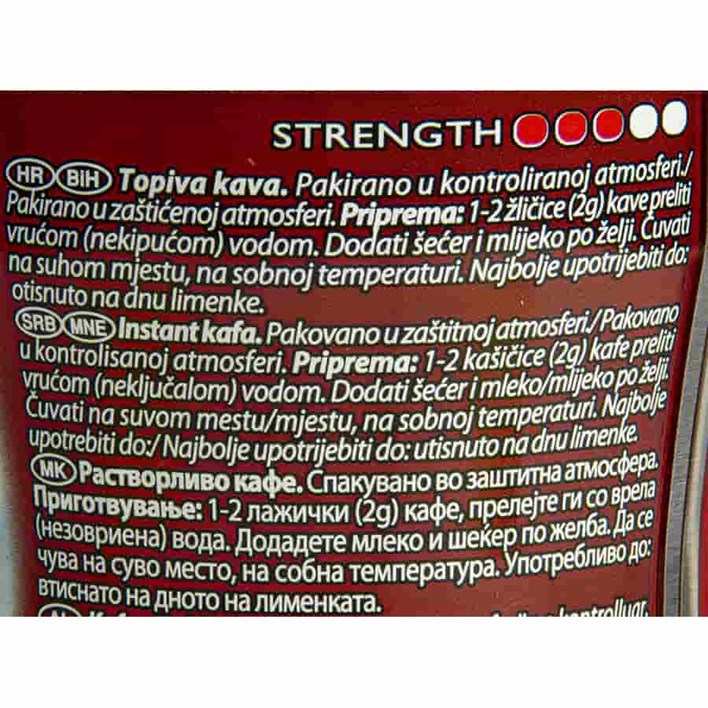 STRENGTH
HR BiH Topiva kava. Pakirano u kontroliranoj atmosferi./
Pakirano u zaštićenoj atmosferi. Priprema: 1-2 žličice (2g) kave preliti
vrućom (nekipućom) vodom. Dodati šećer i mlijeko po želji. Čuvati
na suhom mjestu, na sobnoj temperaturi. Najbolje upotrijebiti do:
otisnuto na dnu limenke.
SRB MNE Instant kafa. Pakovano u zaštitnoj atmosferi./Pakovano
u kontrolisanoj atmosferi. Priprema: 1-2 kašičice (2g) kafe preliti
vrućom (neključalom) vodom. Dodati šećer i mleko/mlijeko po želji.
Čuvati na suvom mestu/mjestu, na sobnoj temperaturi. Najbolje
upotrebiti do:/ Najbolje upotrijebiti do: utisnuto na dnu limenke.
MK Растворливо кафе. Спакувано во заштитна атмосфера.
Приготвување: 1-2 лажички (2g) кафе, прелејте ги со врела
(незовриена) вода. Додадете млеко и шеќер по желба. Да се
чува на суво место, на собна температура. Употребливо до:
втиснато на дното на лименката.